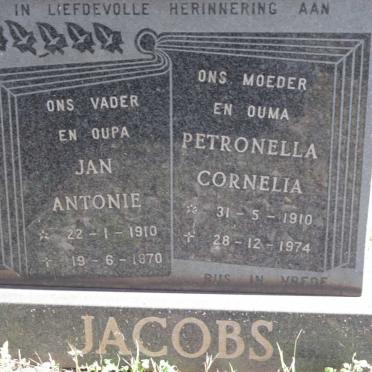 IN LIEFDEVOLLE HERINNERING AAN
ONS VADER
EN OUPA
JAN
ANTONIE
☆ 22-1-1910
✝ 19-6-1970
ONS MOEDER
EN OUMA
PETRONELLA
CORNELIA
☆ 31-5-1910
✝ 28-12-1974
RUS IN VREDE
JACOBS